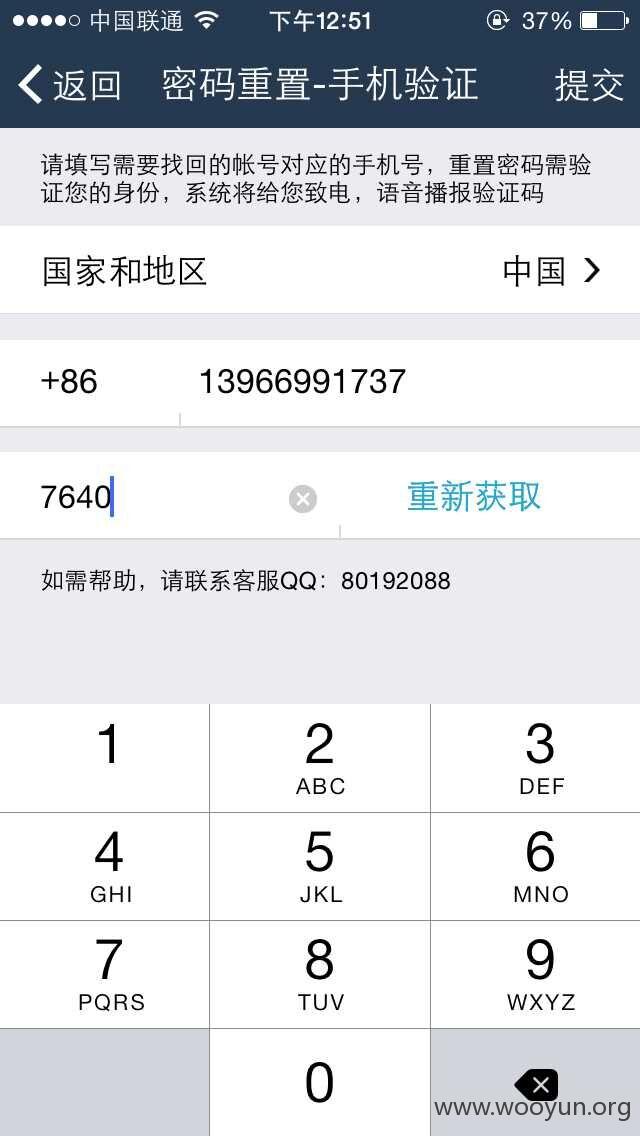 中国联通 下午12:51 37%
返回 密码重置-手机验证 提交
请填写需要找回的帐号对应的手机号，重置密码需验
证您的身份，系统将给您致电，语音播报验证码
国家和地区 中国
+86 13966991737
7640 重新获取
如需帮助，请联系客服QQ：80192088
1 2 3
ABC DEF
4 5 6
GHI JKL MNO
7 8 9
PQRS TUV WXYZ
0
www.wooyun.org